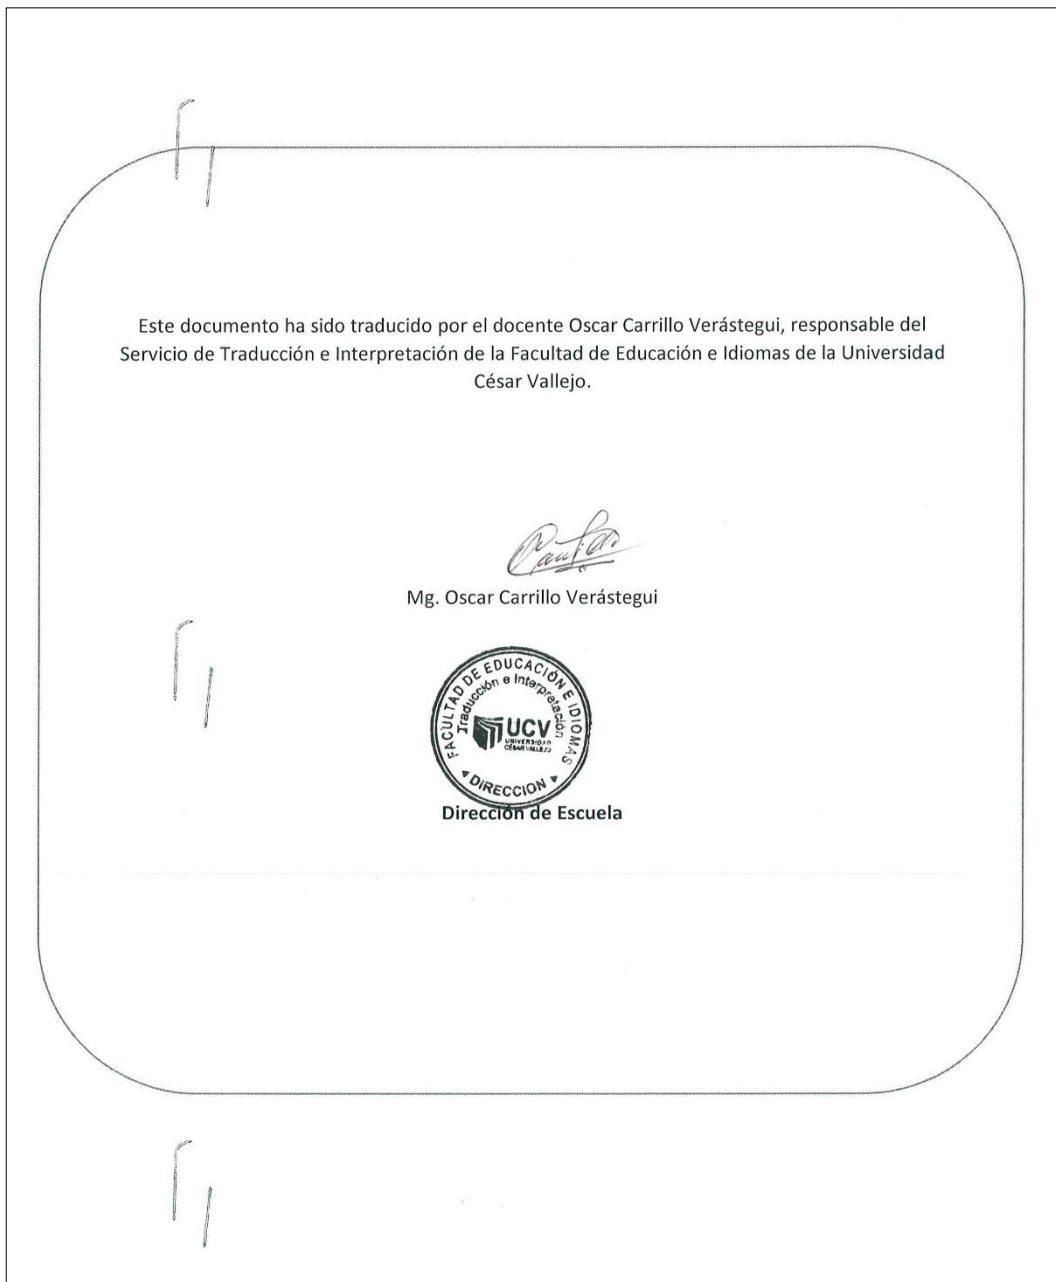 Este documento ha sido traducido por el docente Oscar Carrillo Verástegui, responsable del
Servicio de Traducción e Interpretación de la Facultad de Educación e Idiomas de la Universidad
César Vallejo.
Mg. Oscar Carrillo Verástegui
FACULTAD DE EDUCACIÓN E IDIOMAS
Traducción e Interpretación
UCV
UNIVERSIDAD
CÉSAR VALLEJO
DIRECCION
Dirección de Escuela